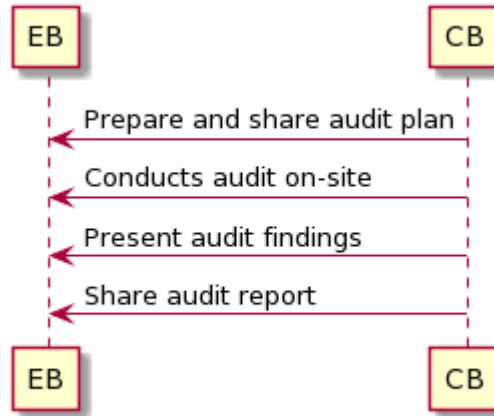 EB
CB
Prepare and share audit plan
Conducts audit on-site
Present audit findings
Share audit report
EB
CB